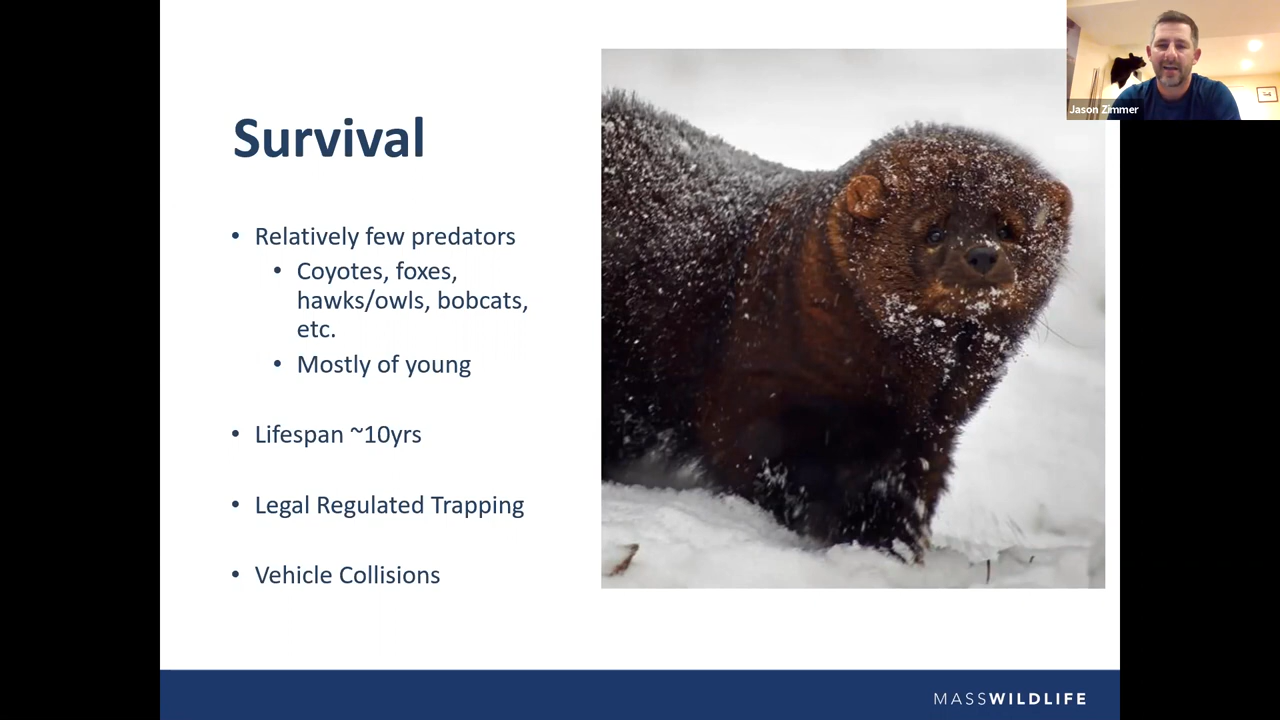 Jason Zimmer
Survival
• Relatively few predators
• Coyotes, foxes,
hawks/owls, bobcats,
etc.
• Mostly of young
• Lifespan ~10yrs
• Legal Regulated Trapping
• Vehicle Collisions
MASSWILDLIFE